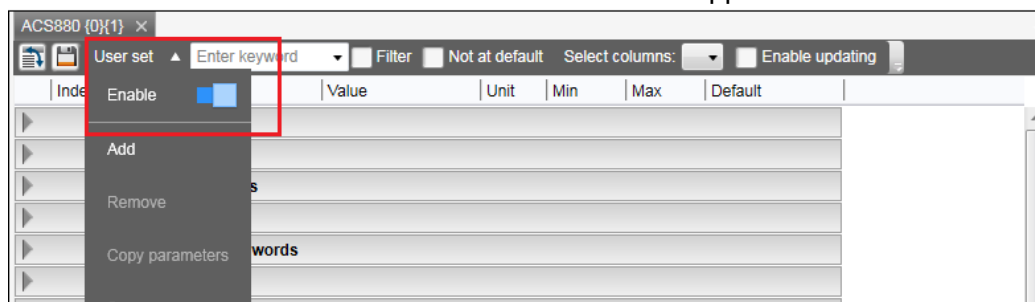 ACS880 {0}{1} ×
User set ▲ Enter keyword Filter Not at default Select columns: Enable updating
Inde Value Unit Min Max Default
Enable
Add
s
Remove
words
Copy parameters